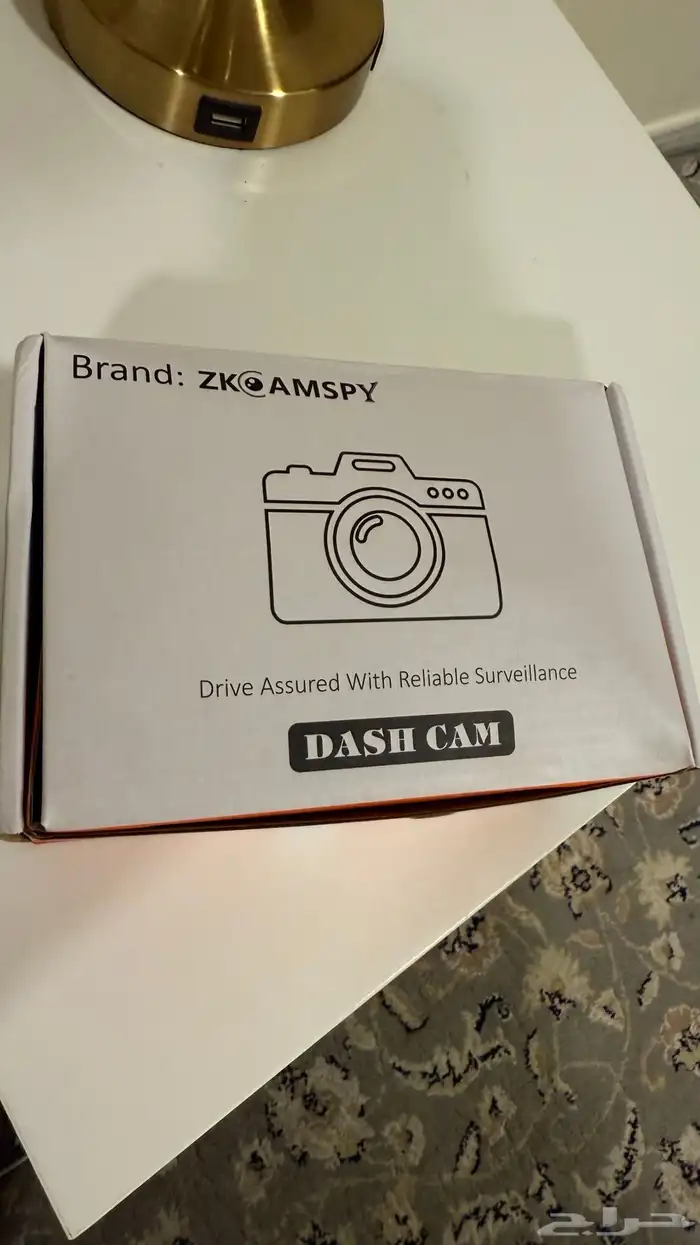 Brand: ZKCAMSPY
Drive Assured With Reliable Surveillance
DASH CAM
حراج